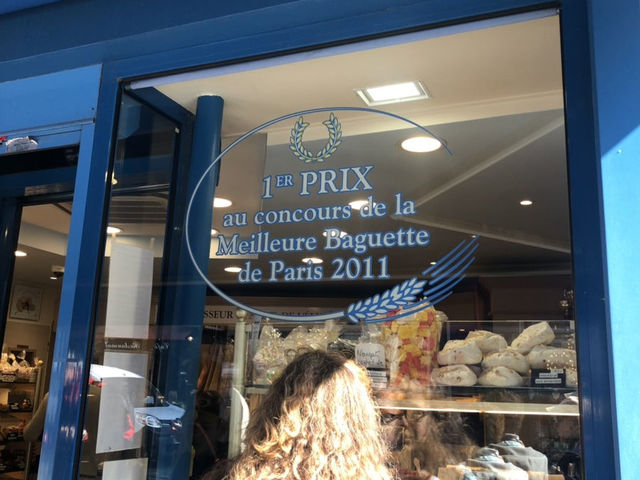 1ER PRIX
au concours de la
Meilleure Baguette
de Paris 2011